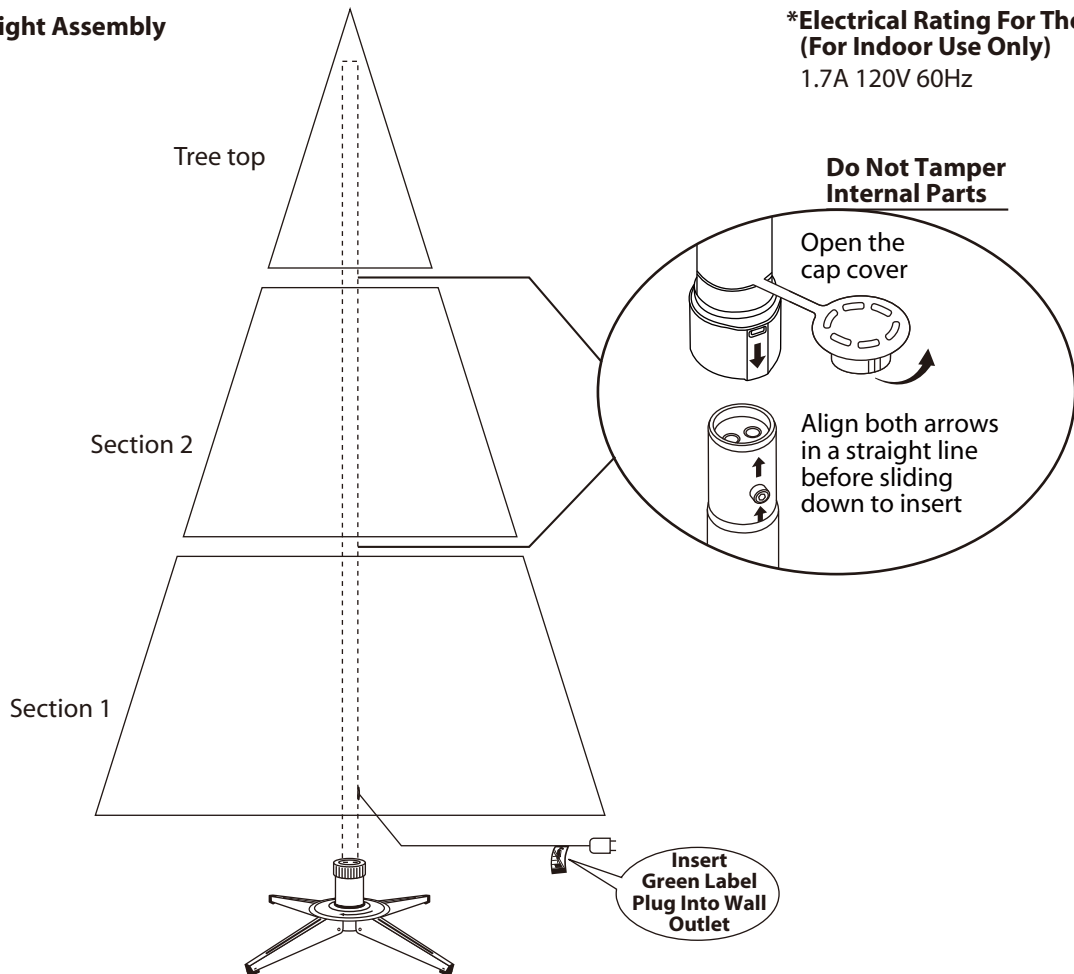 ight Assembly
*Electrical Rating For The
(For Indoor Use Only)
1.7A 120V 60Hz
Tree top
Do Not Tamper
Internal Parts
Open the
cap cover
Section 2
Align both arrows
in a straight line
before sliding
down to insert
Section 1
Insert
Green Label
Plug Into Wall
Outlet